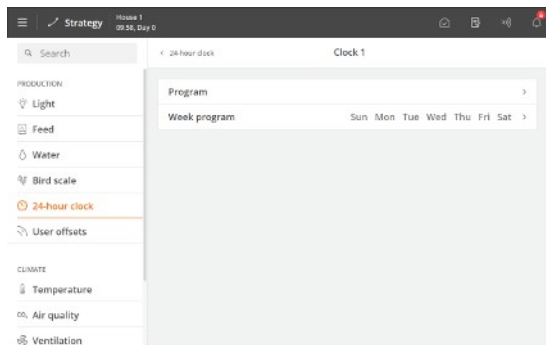 Strategy
House 1
09:56, Day 0
Search
24-hour clock
Clock 1
PRODUCTION
Light
Feed
Water
Bird scale
24-hour clock
User offsets
CLIMATE
Temperature
CO₂ Air quality
Ventilation
Program
Week program Sun Mon Tue Wed Thu Fri Sat